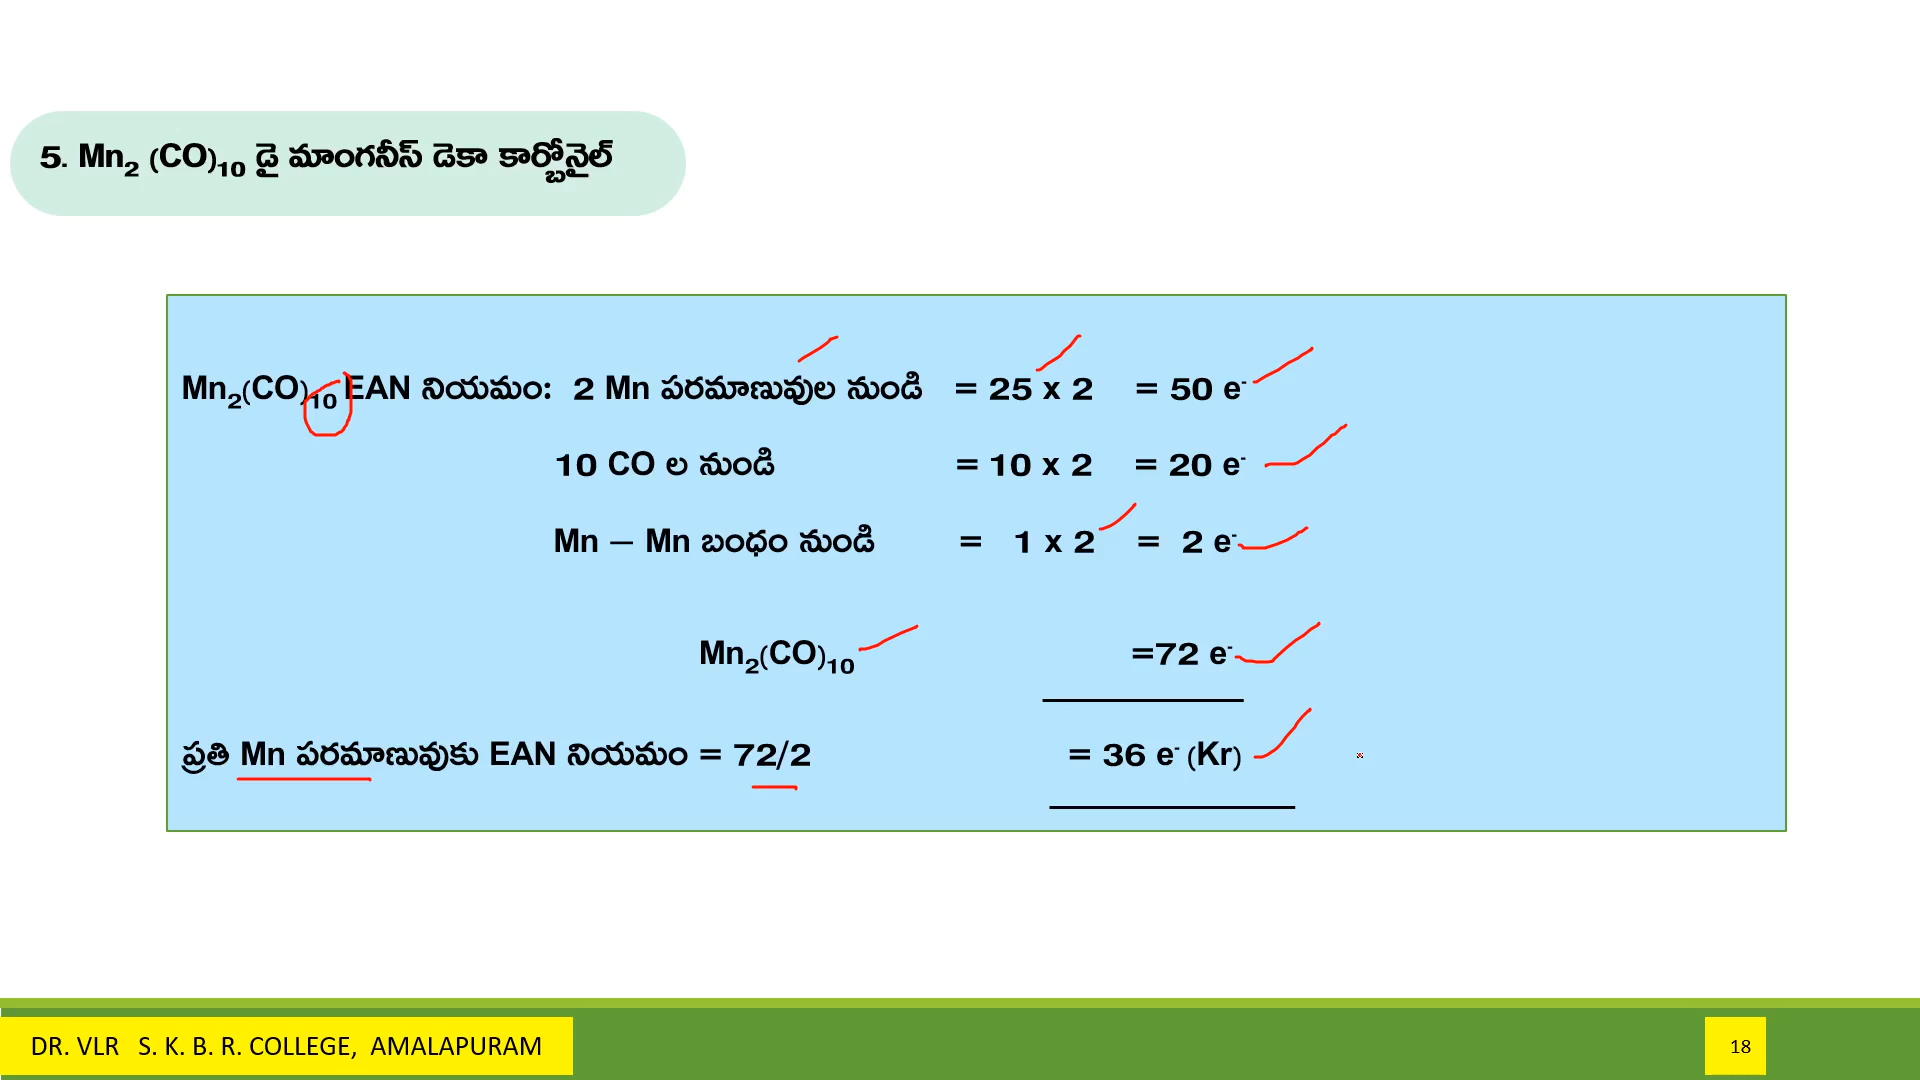 5. Mn₂ (CO)₁₀ డై మాంగనీస్ డెకా కార్బోనైల్
Mn₂(CO)₁₀ EAN నియమం: 2 Mn పరమాణువుల నుండి = 25 x 2 = 50 e⁻
10 CO ల నుండి = 10 x 2 = 20 e⁻
Mn – Mn బంధం నుండి = 1 x 2 = 2 e⁻
Mn₂(CO)₁₀ =72 e⁻
ప్రతి Mn పరమాణువుకు EAN నియమం = 72/2 = 36 e⁻ (Kr)
DR. VLR S. K. B. R. COLLEGE, AMALAPURAM
18